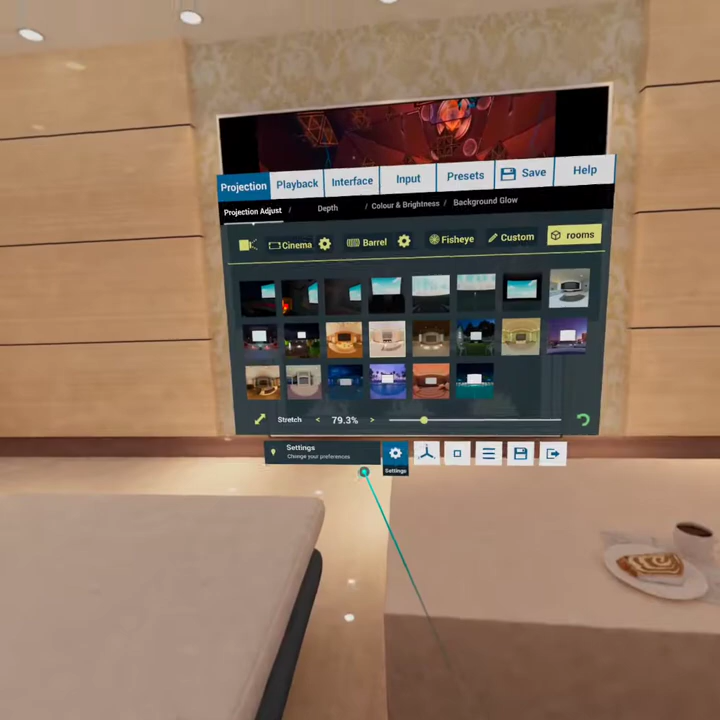 Projection Playback Interface Input Presets Save Help
Projection Adjust / Depth / Colour & Brightness / Background Glow
Cinema Barrel Fisheye Custom rooms
Stretch < 79.3% >
Settings
Change your preferences
Settings